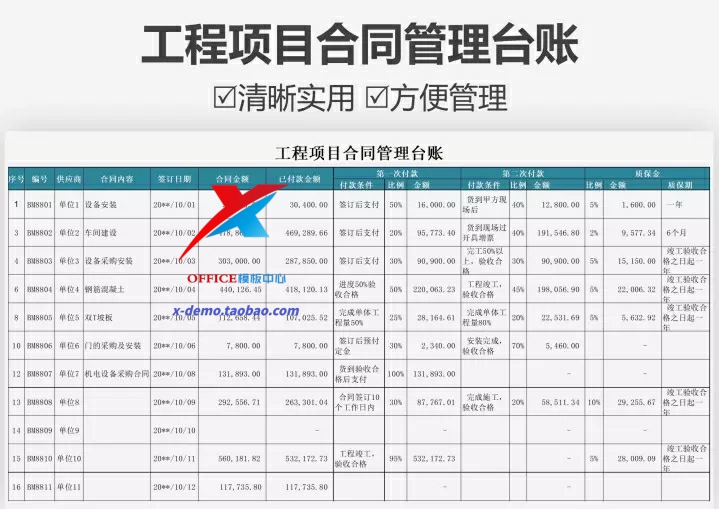 工程项目合同管理台账
☑清晰实用 ☑方便管理
工程项目合同管理台账
序号 编号 供应商 合同内容 签订日期 合同金额 已付款金额 第一次付款 第二次付款 质保金
付款条件 比例 金额 付款条件 比例 金额 比例 金额 质保期
1 BM8801 单位1 设备安装 20**/10/01 30,400.00 签订后支付 50% 16,000.00 货到甲方现场后 40% 12,800.00 5% 1,600.00 一年
3 BM8802 单位2 车间建设 20**/10/02 469,289.66 签订后支付 20% 95,773.40 货到现场过开具增票 40% 191,546.80 2% 9,577.34 6个月
4 BM8803 单位3 设备采购安装 20**/10/03 303,000.00 287,850.00 签订后支付 30% 90,900.00 完工50%以上，验收合格 30% 90,900.00 5% 15,150.00 竣工验收合格之日起一年
OFFICE模板中心
6 BM8804 单位4 钢筋混凝土 20**/10/04 440,126.45 418,120.13 进度50%验收合格 50% 220,063.23 工程竣工，验收合格 45% 198,056.90 5% 22,006.32 竣工验收合格之日起一年
x-demo.taobao.com
8 BM8805 单位5 双T坡板 20**/10/05 112,658.44 107,025.52 完成单体工程量50% 25% 28,164.61 完成单体工程量80% 20% 22,531.69 5% 5,632.92 竣工验收合格之日起一年
10 BM8806 单位6 门的采购及安装 20**/10/06 7,800.00 7,800.00 签订后预付定金 30% 2,340.00 安装完成，验收合格 70% 5,460.00 -
12 BM8807 单位7 机电设备采购合同 20**/10/08 131,893.00 131,893.00 货到验收合格后支付 100% 131,893.00 - -
13 BM8808 单位8 20**/10/09 292,556.71 263,301.04 合同签订10个工作日内 30% 87,767.01 完成施工，验收合格 20% 58,511.34 10% 29,255.67 竣工验收合格之日起一年
14 BM8809 单位9 20**/10/10 - - - -
15 BM8810 单位10 20**/10/11 560,181.82 532,172.73 工程竣工，验收合格 95% 532,172.73 - 5% 28,009.09 竣工验收合格之日起一年
16 BM8811 单位11 20**/10/12 117,735.80 117,735.80 - - -